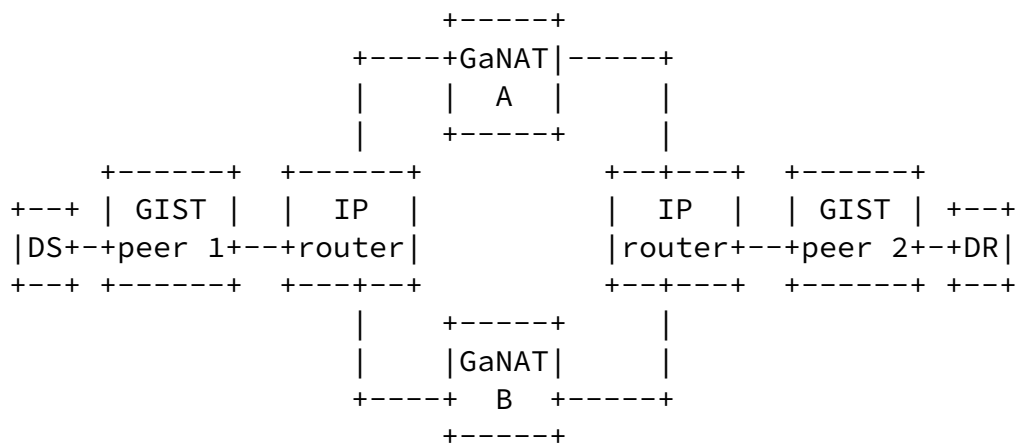 GaNAT
A
GIST IP IP GIST
DS peer 1 router router peer 2 DR
GaNAT
B